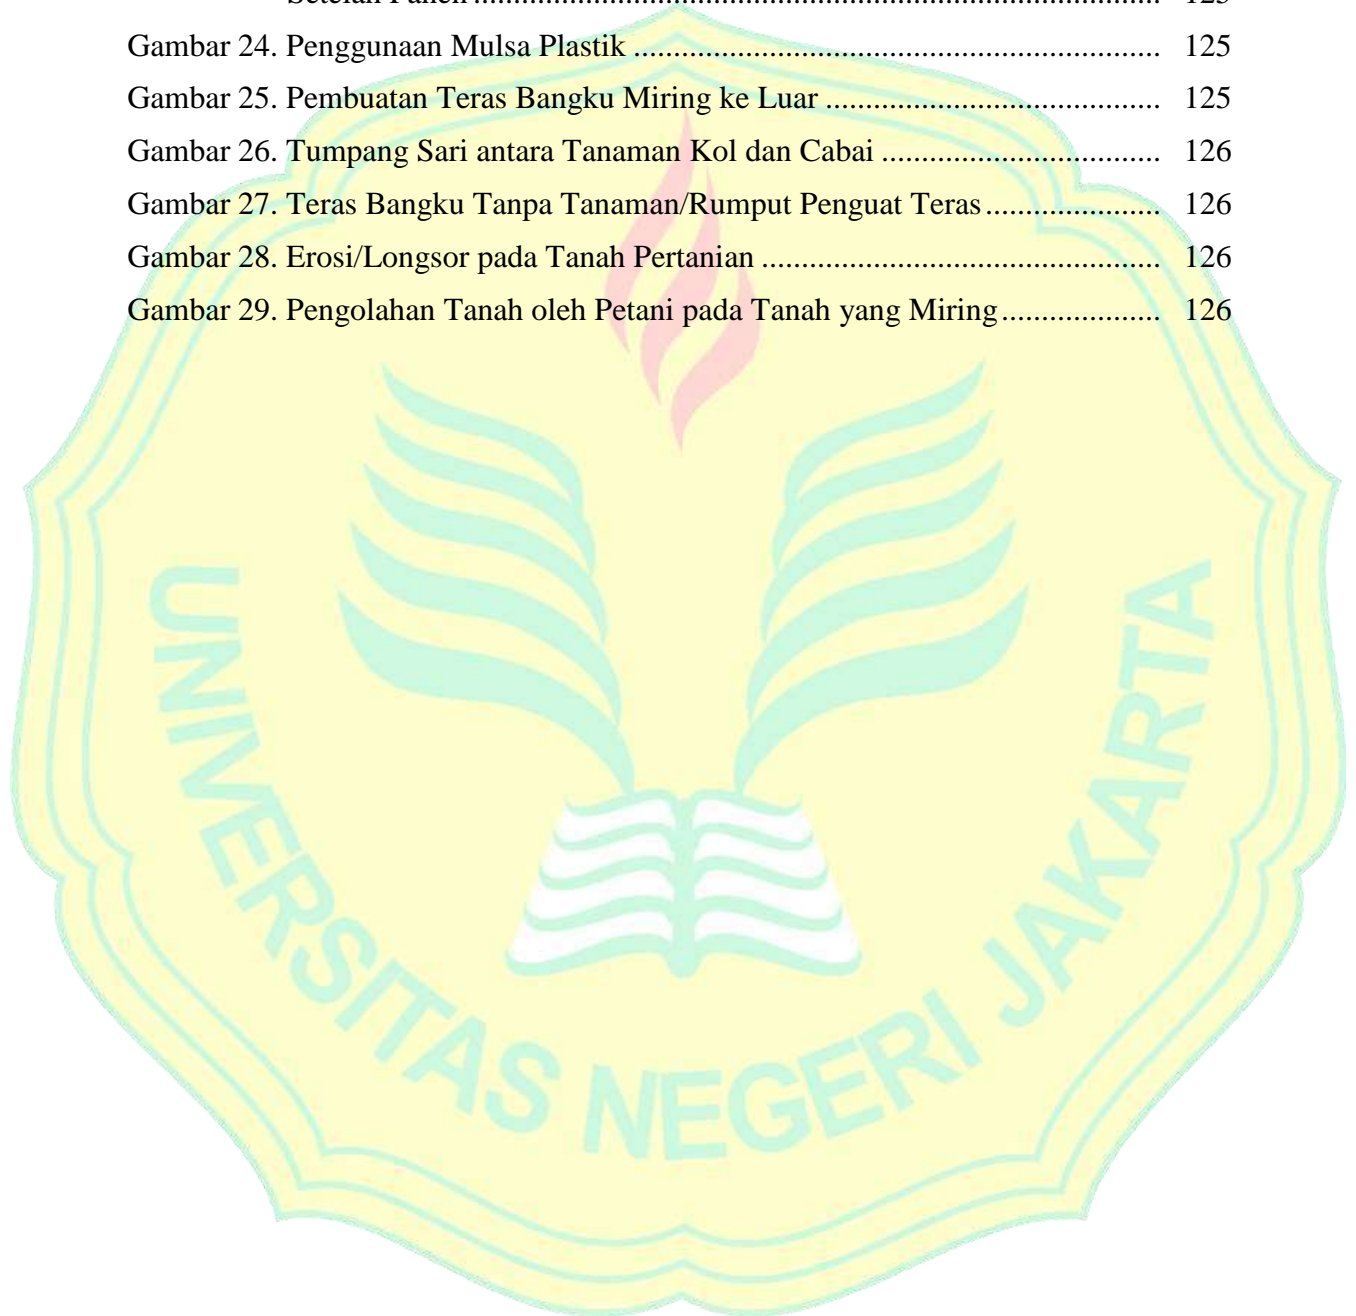 Setelah Panen ........................................................................................ 125
Gambar 24. Penggunaan Mulsa Plastik ................................................................... 125
Gambar 25. Pembuatan Teras Bangku Miring ke Luar .......................................... 125
Gambar 26. Tumpang Sari antara Tanaman Kol dan Cabai ................................... 126
Gambar 27. Teras Bangku Tanpa Tanaman/Rumput Penguat Teras ...................... 126
Gambar 28. Erosi/Longsor pada Tanah Pertanian .................................................. 126
Gambar 29. Pengolahan Tanah oleh Petani pada Tanah yang Miring .................... 126
UNIVERSITAS NEGERI JAKARTA